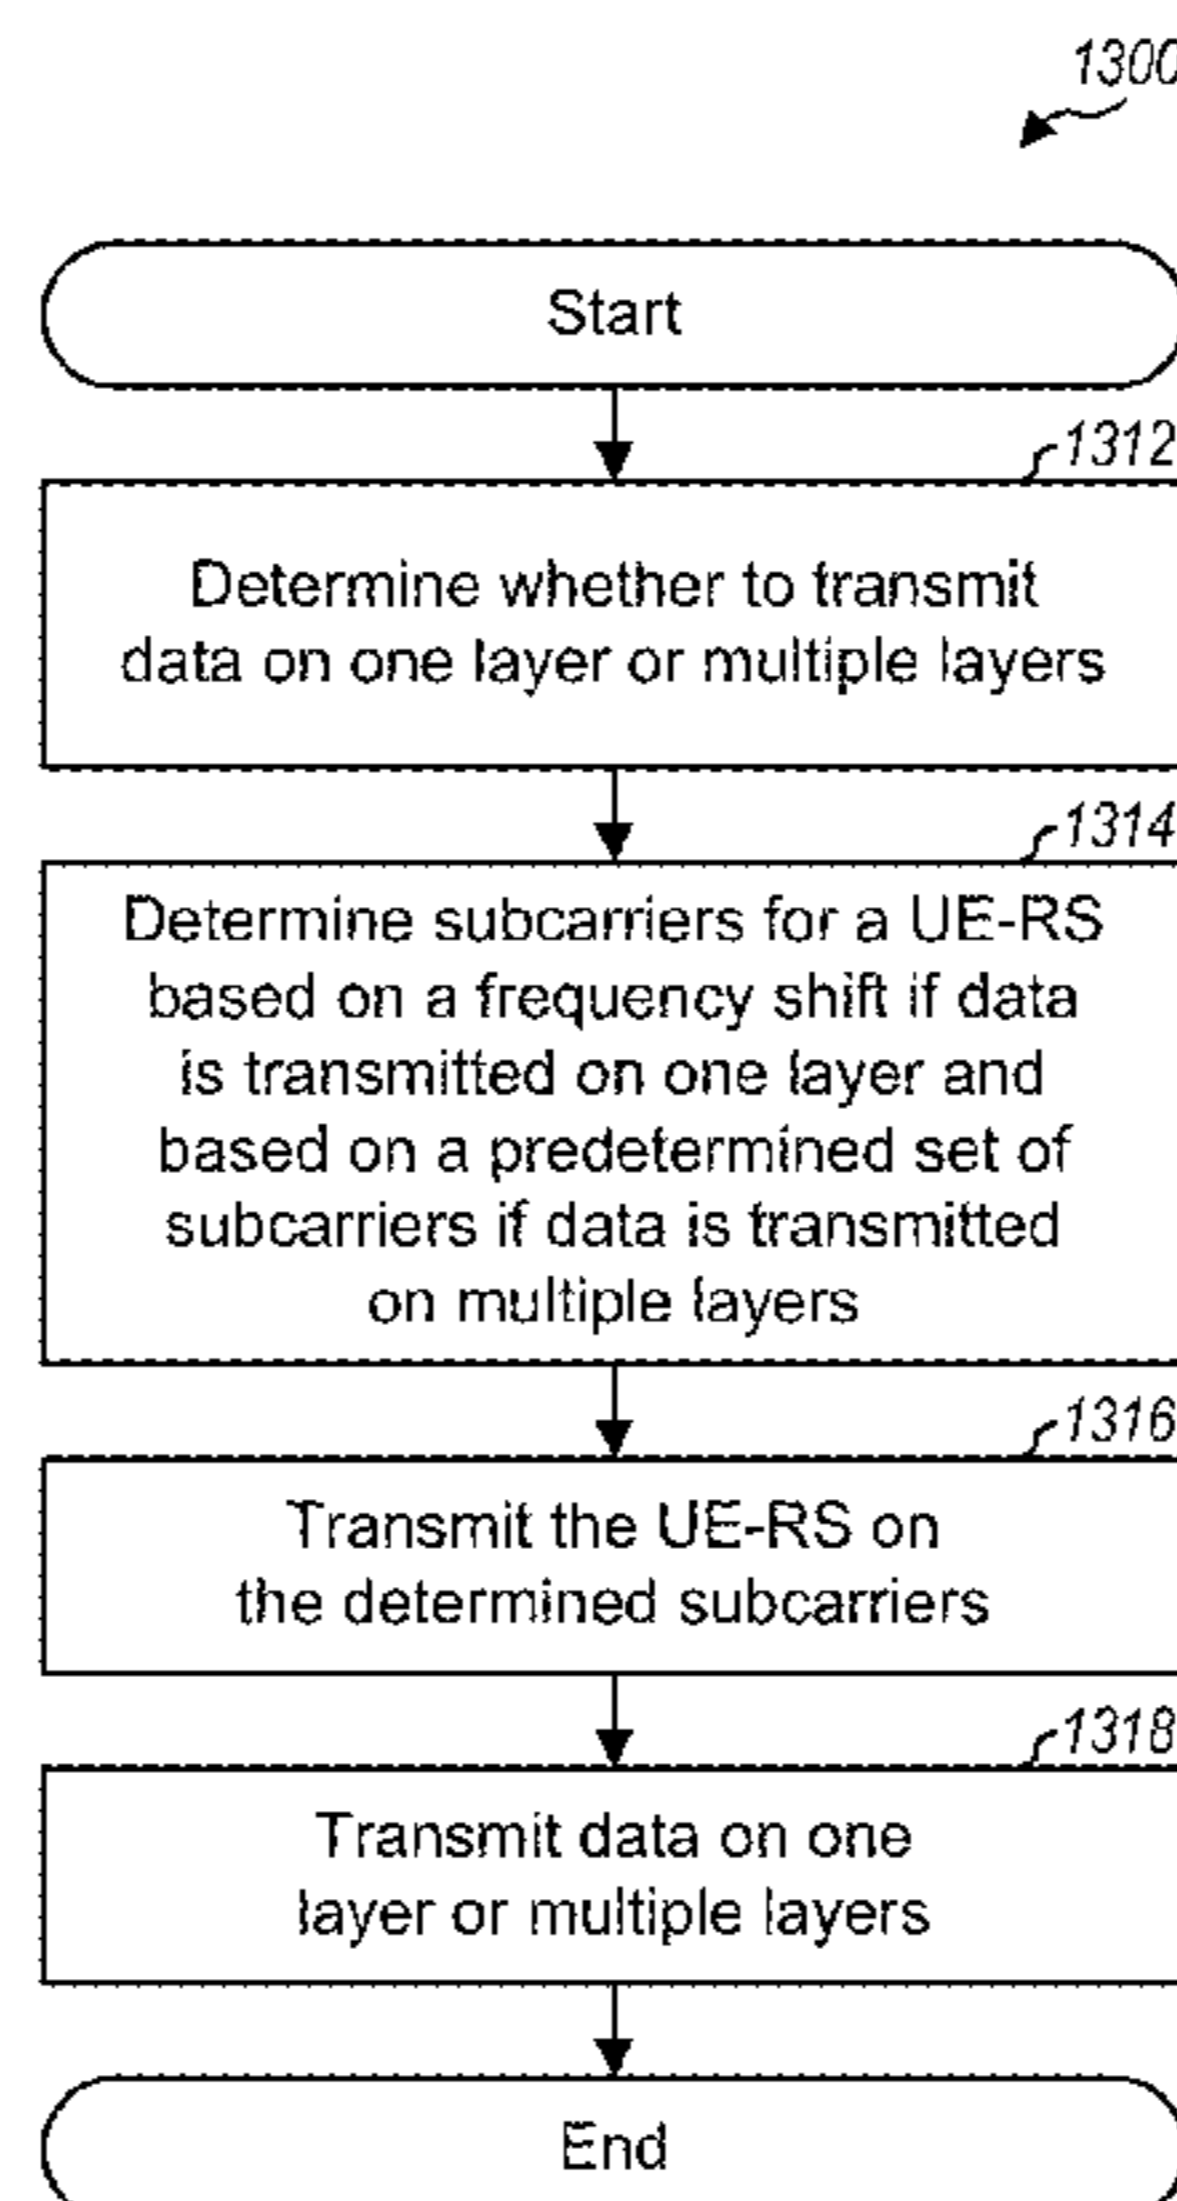 1300
Start
1312
Determine whether to transmit
data on one layer or multiple layers
1314
Determine subcarriers for a UE-RS
based on a frequency shift if data
is transmitted on one layer and
based on a predetermined set of
subcarriers if data is transmitted
on multiple layers
1316
Transmit the UE-RS on
the determined subcarriers
1318
Transmit data on one
layer or multiple layers
End